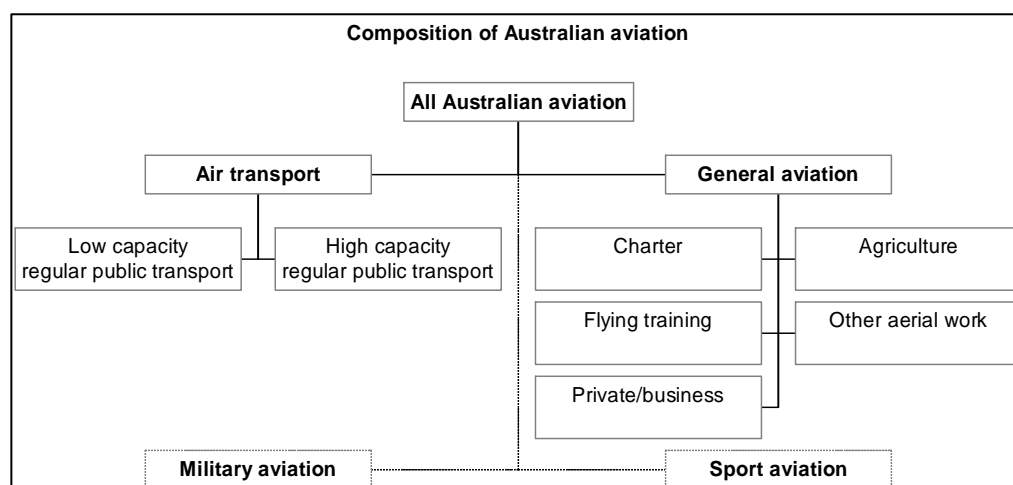 Composition of Australian aviation
All Australian aviation
Air transport
General aviation
Low capacity
regular public transport
High capacity
regular public transport
Charter
Agriculture
Flying training
Other aerial work
Private/business
Military aviation
Sport aviation